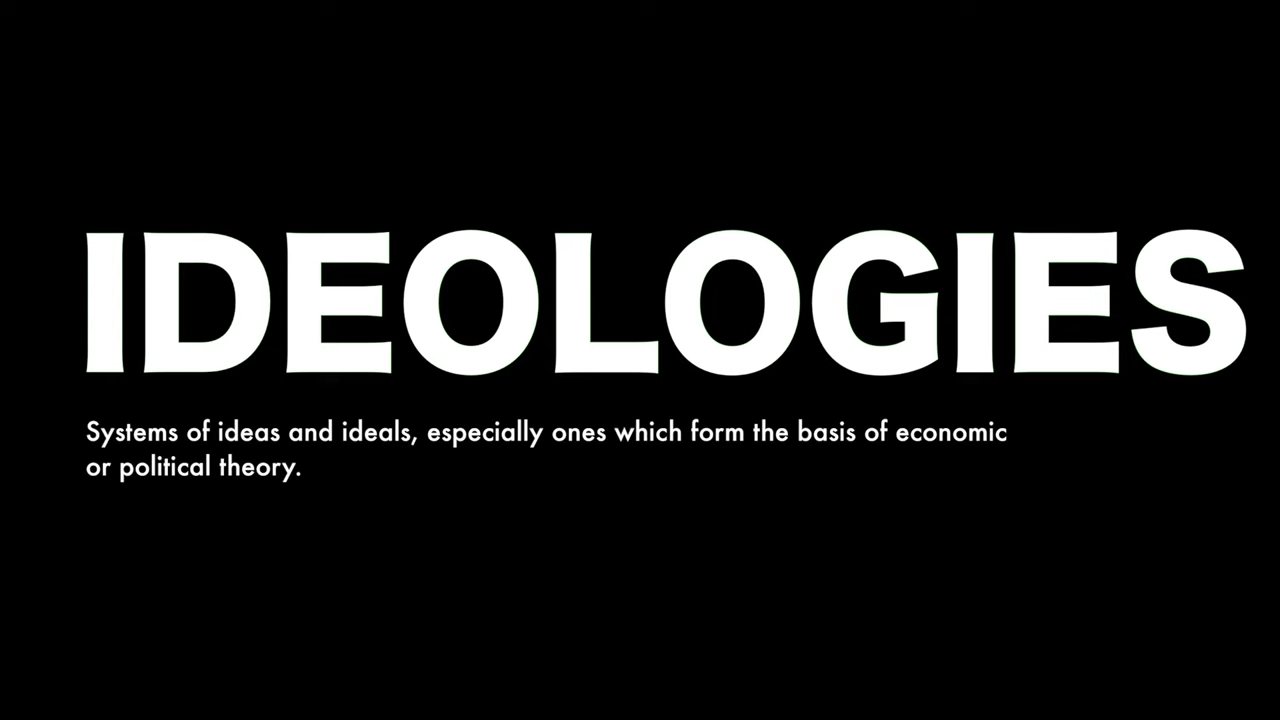 IDEOLOGIES
Systems of ideas and ideals, especially ones which form the basis of economic
or political theory.